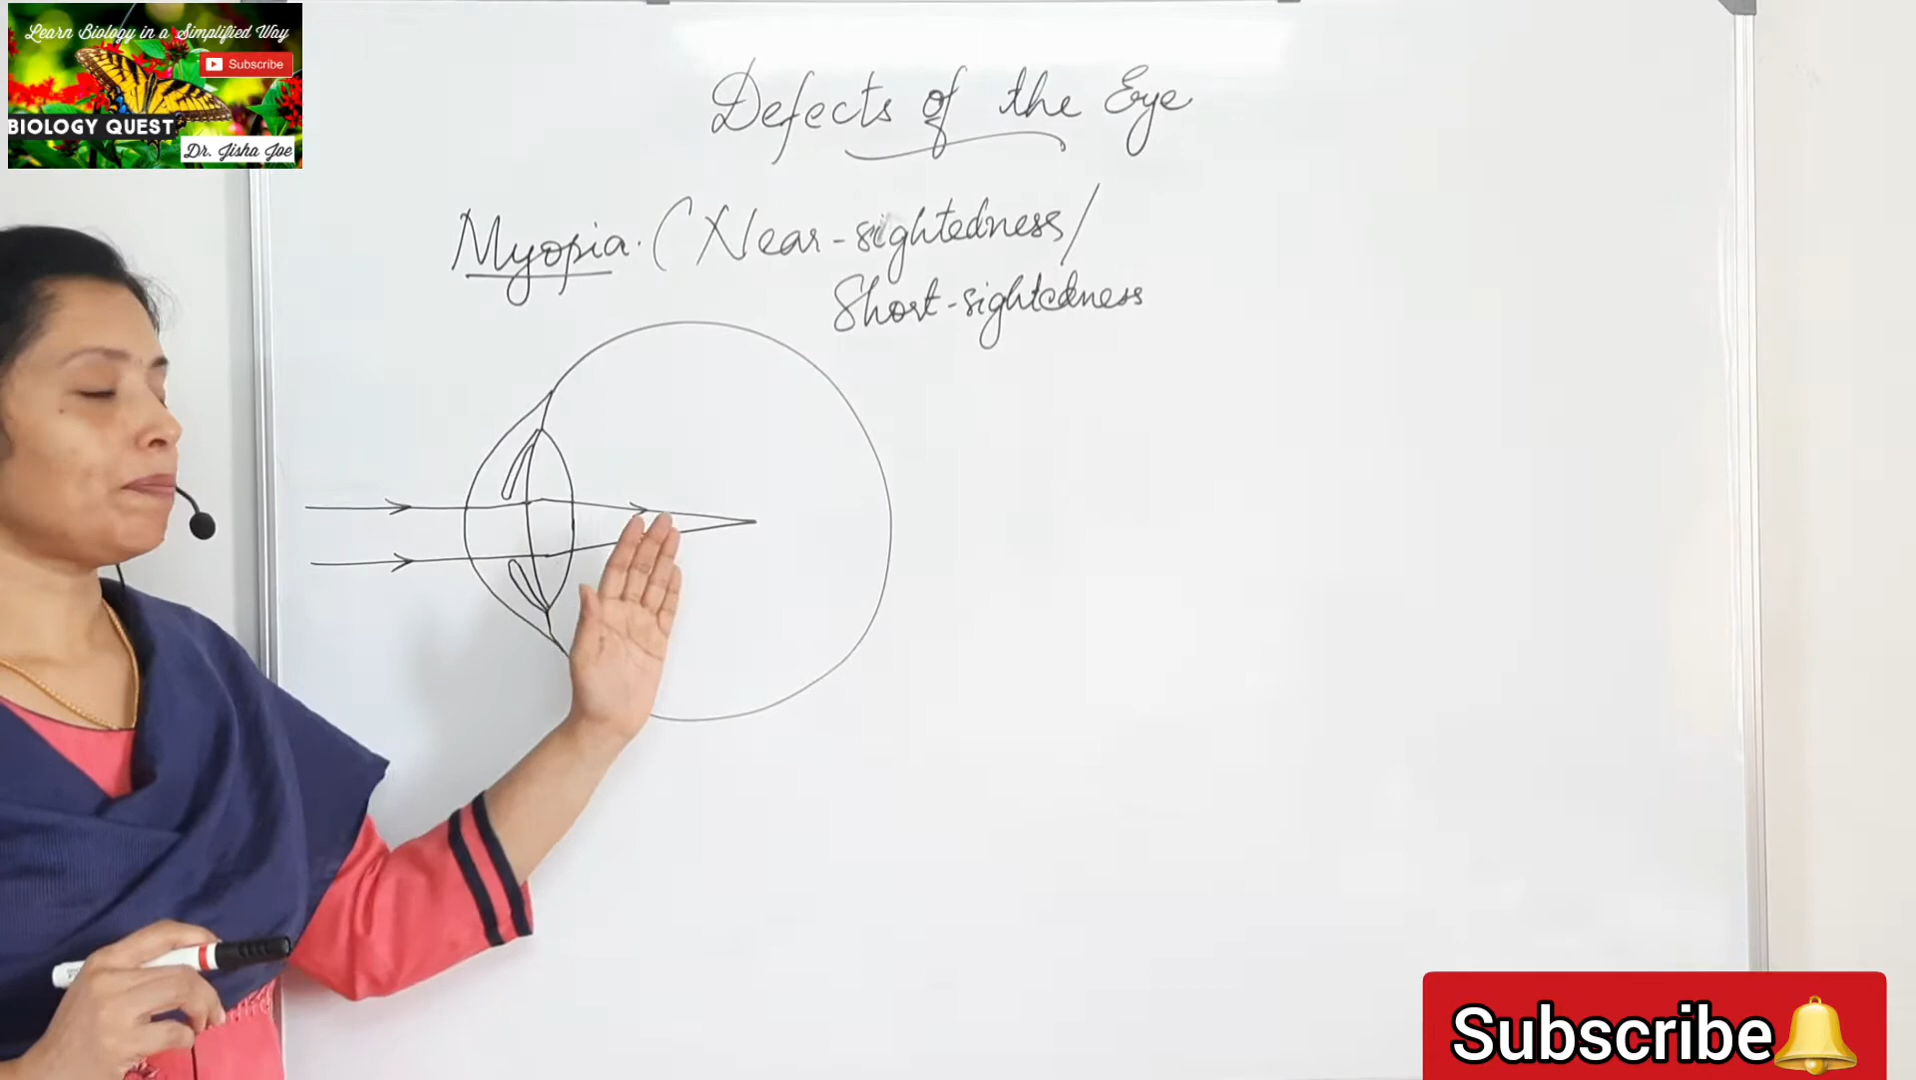 Learn Biology in a Simplified Way
Subscribe
BIOLOGY QUEST
Dr. Jisha Joe
Defects of the Eye
Myopia. (Near-sightedness/
Short-sightedness
Subscribe